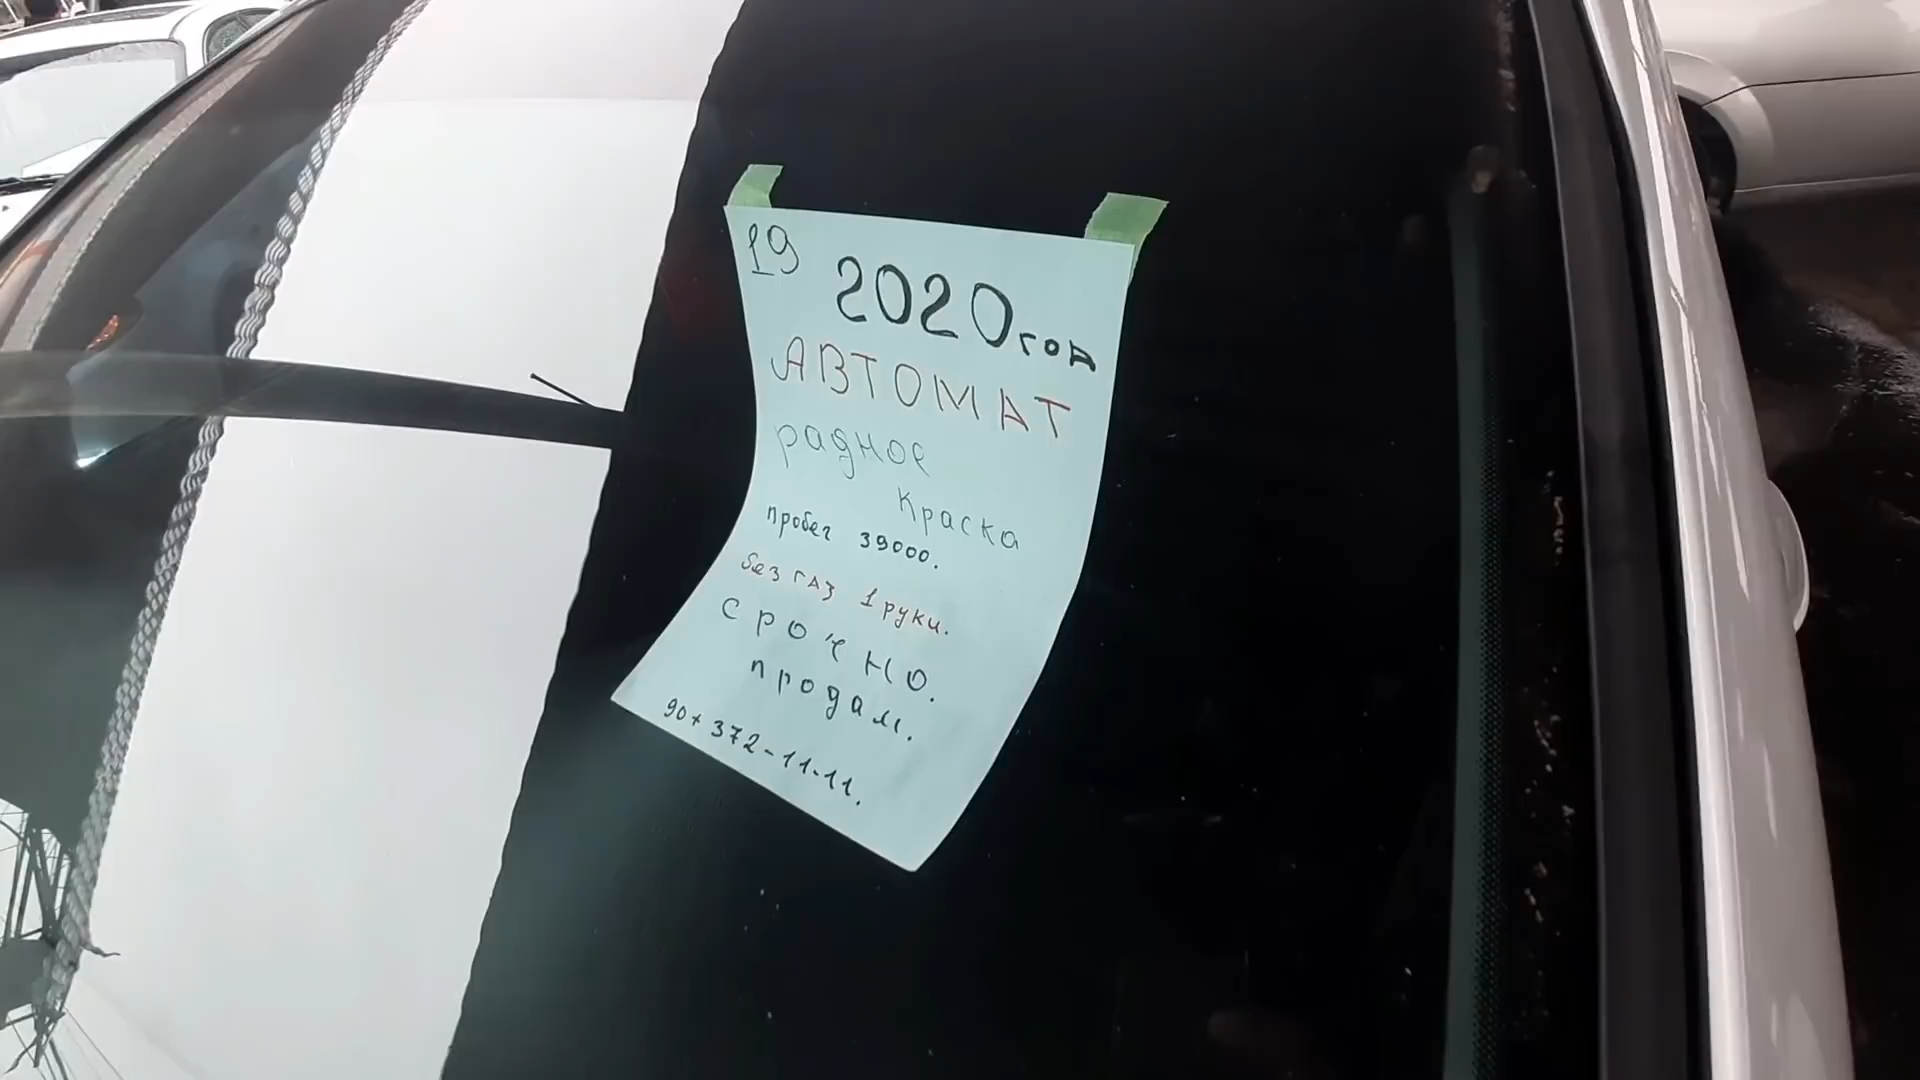 19
2020 год
АВТОМАТ
радное
краска
пробег 39000.
без газ 1 руки.
срочно.
продам.
90+ 372-11-11.